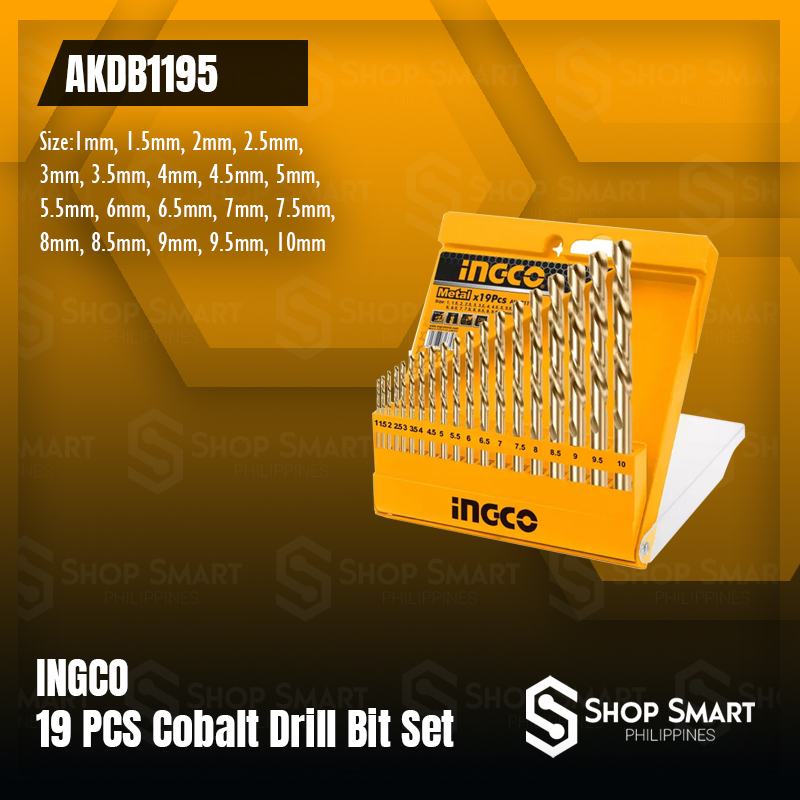 AKDB1195
Size:1mm, 1.5mm, 2mm, 2.5mm,
3mm, 3.5mm, 4mm, 4.5mm, 5mm,
5.5mm, 6mm, 6.5mm, 7mm, 7.5mm,
8mm, 8.5mm, 9mm, 9.5mm, 10mm
INGCO
Metal x19Pcs
1 1.5 2 2.5 3 3.5 4 4.5 5 5.5 6 6.5 7 7.5 8 8.5 9 9.5 10
INGCO
INGCO
19 PCS Cobalt Drill Bit Set
SHOP SMART
PHILIPPINES